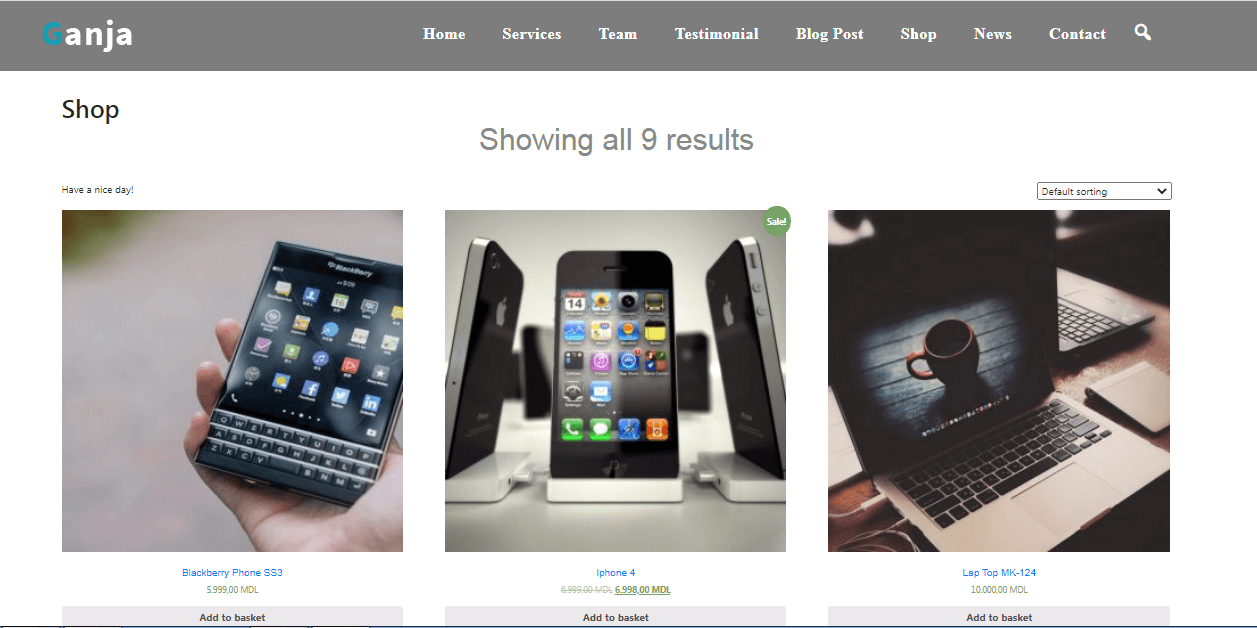 Ganja
Home Services Team Testimonial Blog Post Shop News Contact
Shop
Showing all 9 results
Have a nice day!
Default sorting
Sale!
BlackBerry
14
Blackberry Phone SS3
5.999,00 MDL
Add to basket
Iphone 4
6.999,00 MDL 6.998,00 MDL
Add to basket
Lap Top MK-124
10.000,00 MDL
Add to basket